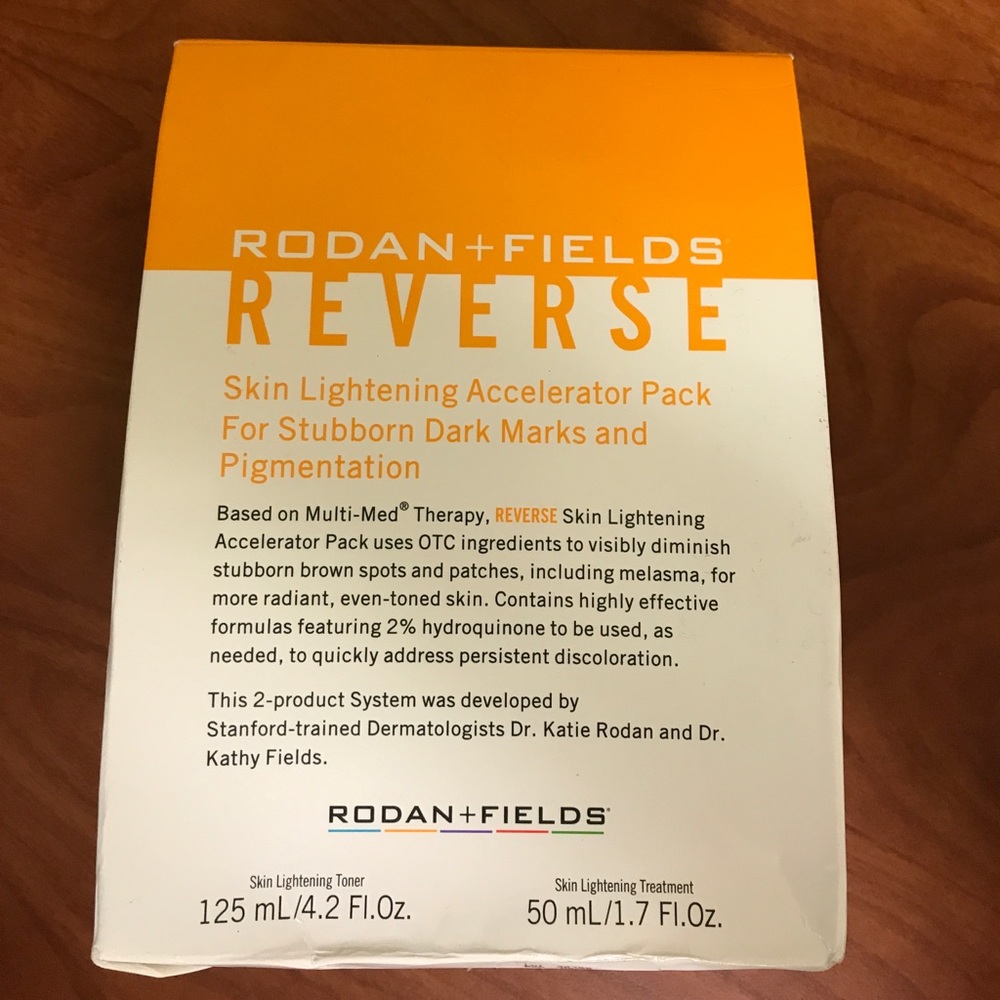 RODAN+FIELDS
REVERSE
Skin Lightening Accelerator Pack
For Stubborn Dark Marks and
Pigmentation
Based on Multi-Med® Therapy, REVERSE Skin Lightening
Accelerator Pack uses OTC ingredients to visibly diminish
stubborn brown spots and patches, including melasma, for
more radiant, even-toned skin. Contains highly effective
formulas featuring 2% hydroquinone to be used, as
needed, to quickly address persistent discoloration.
This 2-product System was developed by
Stanford-trained Dermatologists Dr. Katie Rodan and Dr.
Kathy Fields.
RODAN+FIELDS
Skin Lightening Toner
125 mL/4.2 Fl.Oz.
Skin Lightening Treatment
50 mL/1.7 Fl.Oz.